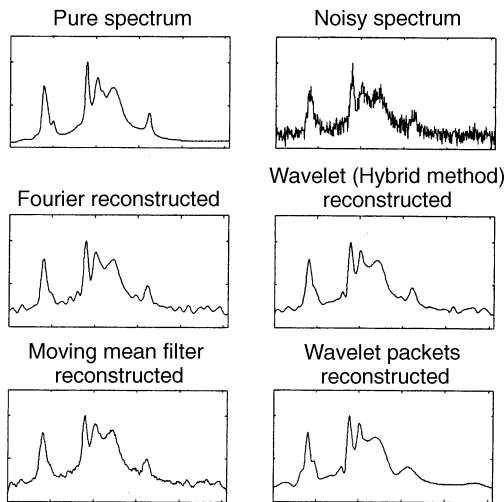 Pure spectrum
Noisy spectrum
Fourier reconstructed
Wavelet (Hybrid method)
reconstructed
Moving mean filter
reconstructed
Wavelet packets
reconstructed